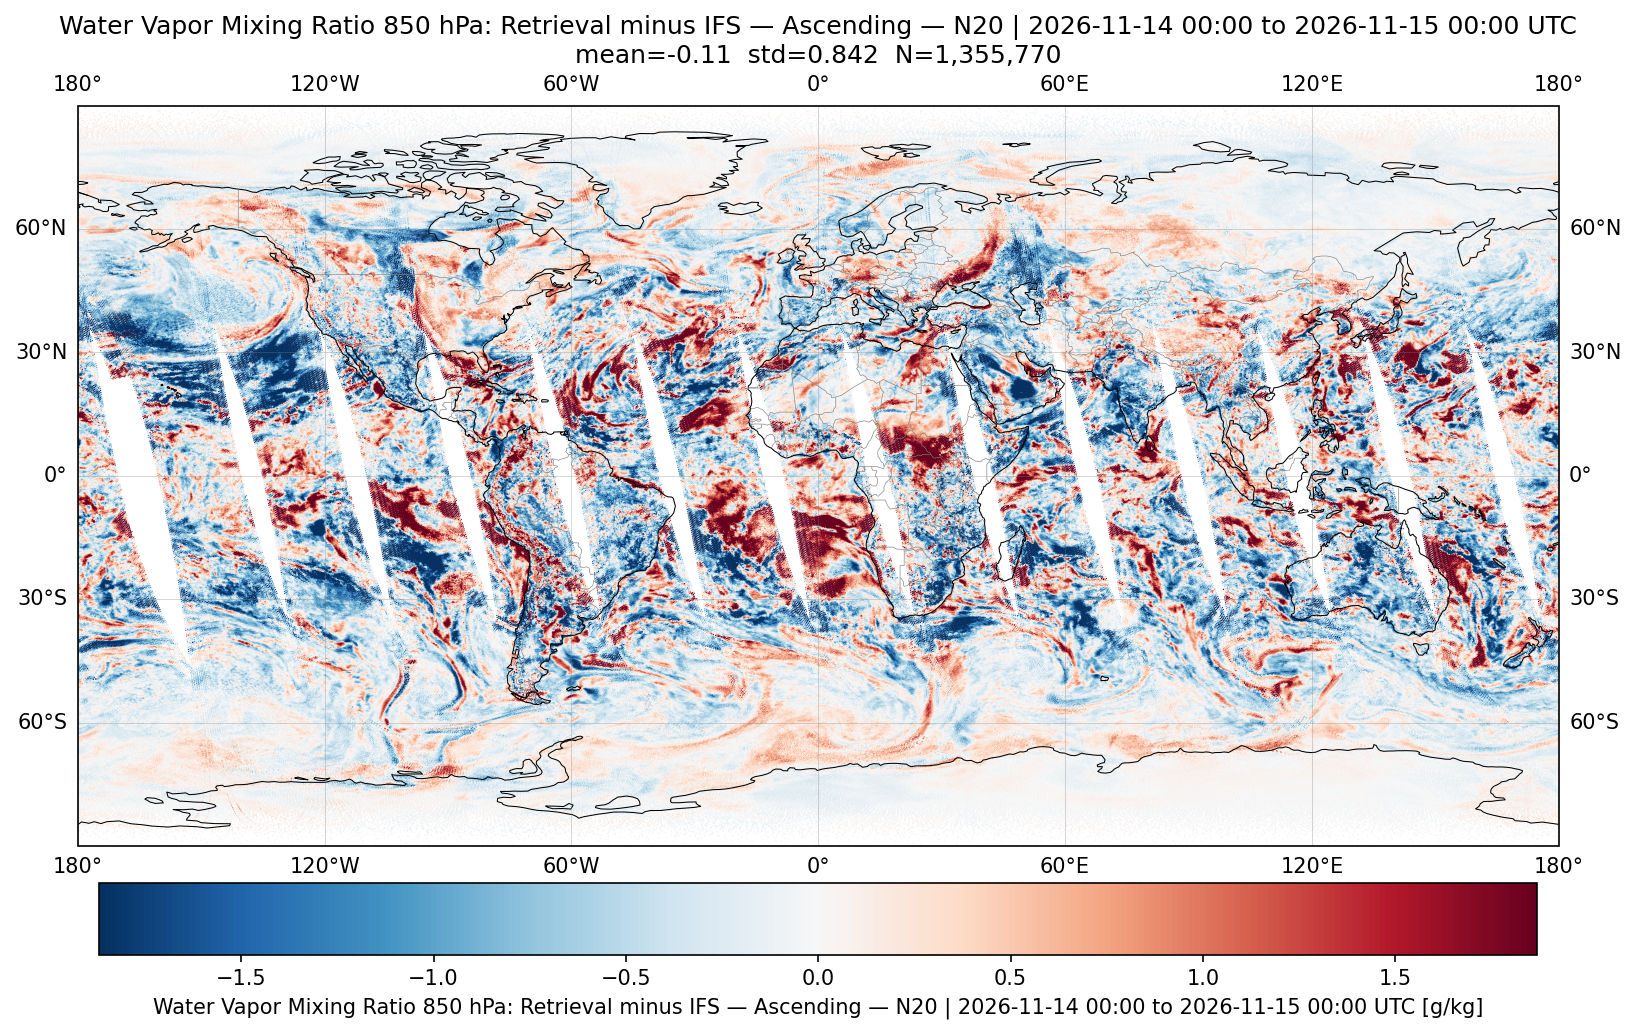 Water Vapor Mixing Ratio 850 hPa: Retrieval minus IFS — Ascending — N20 | 2026-11-14 00:00 to 2026-11-15 00:00 UTC
mean=-0.11 std=0.842 N=1,355,770
180° 120°W 60°W 0° 60°E 120°E 180°
60°N 60°N
30°N 30°N
0° 0°
30°S 30°S
60°S 60°S
180° 120°W 60°W 0° 60°E 120°E 180°
−1.5 −1.0 −0.5 0.0 0.5 1.0 1.5
Water Vapor Mixing Ratio 850 hPa: Retrieval minus IFS — Ascending — N20 | 2026-11-14 00:00 to 2026-11-15 00:00 UTC [g/kg]